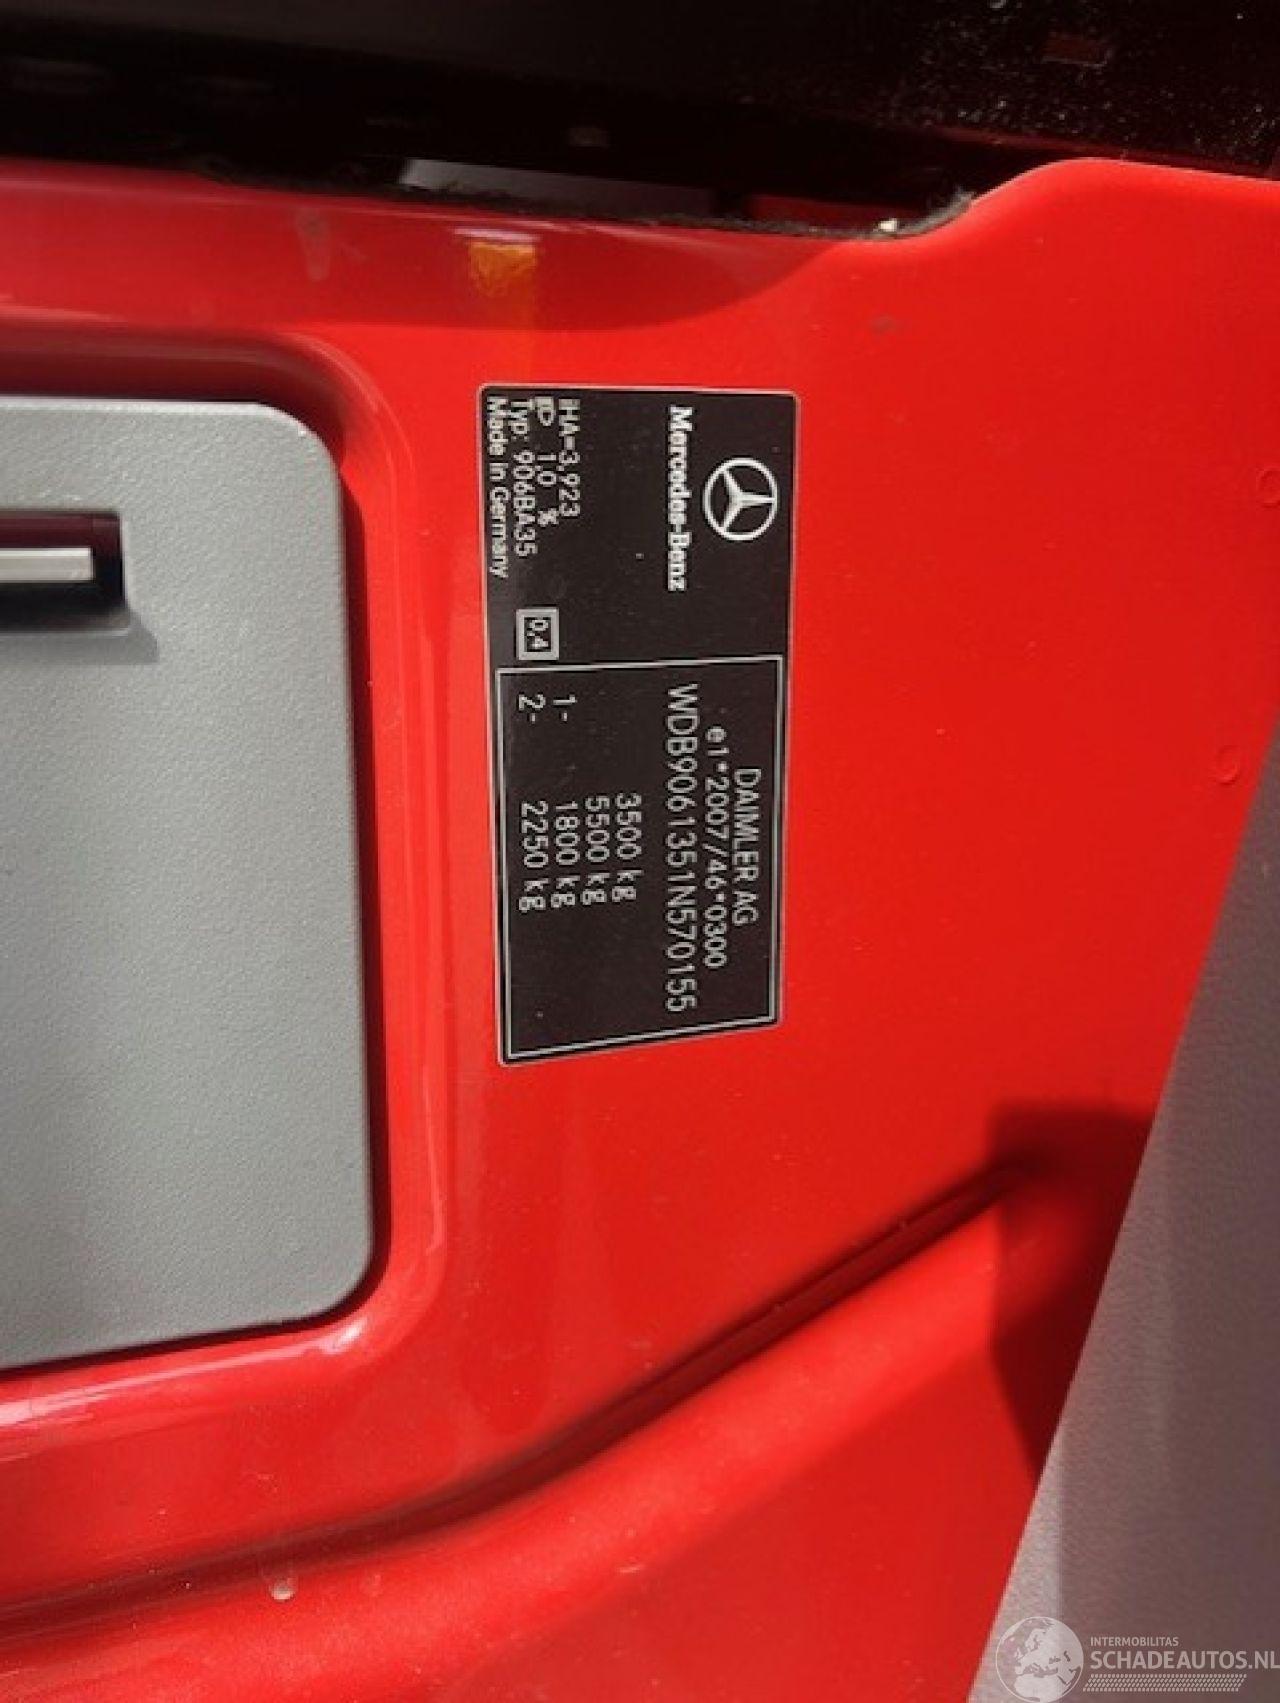 Mercedes-Benz
iHA=3,923
1,0 %
Typ: 906BA35
Made in Germany
0,4
DAIMLER AG
e1*2007/46*0300
WDB9061351N570155
3500 kg
5500 kg
1- 1800 kg
2- 2250 kg
INTERMOBILITAS
SCHADEAUTOS.NL